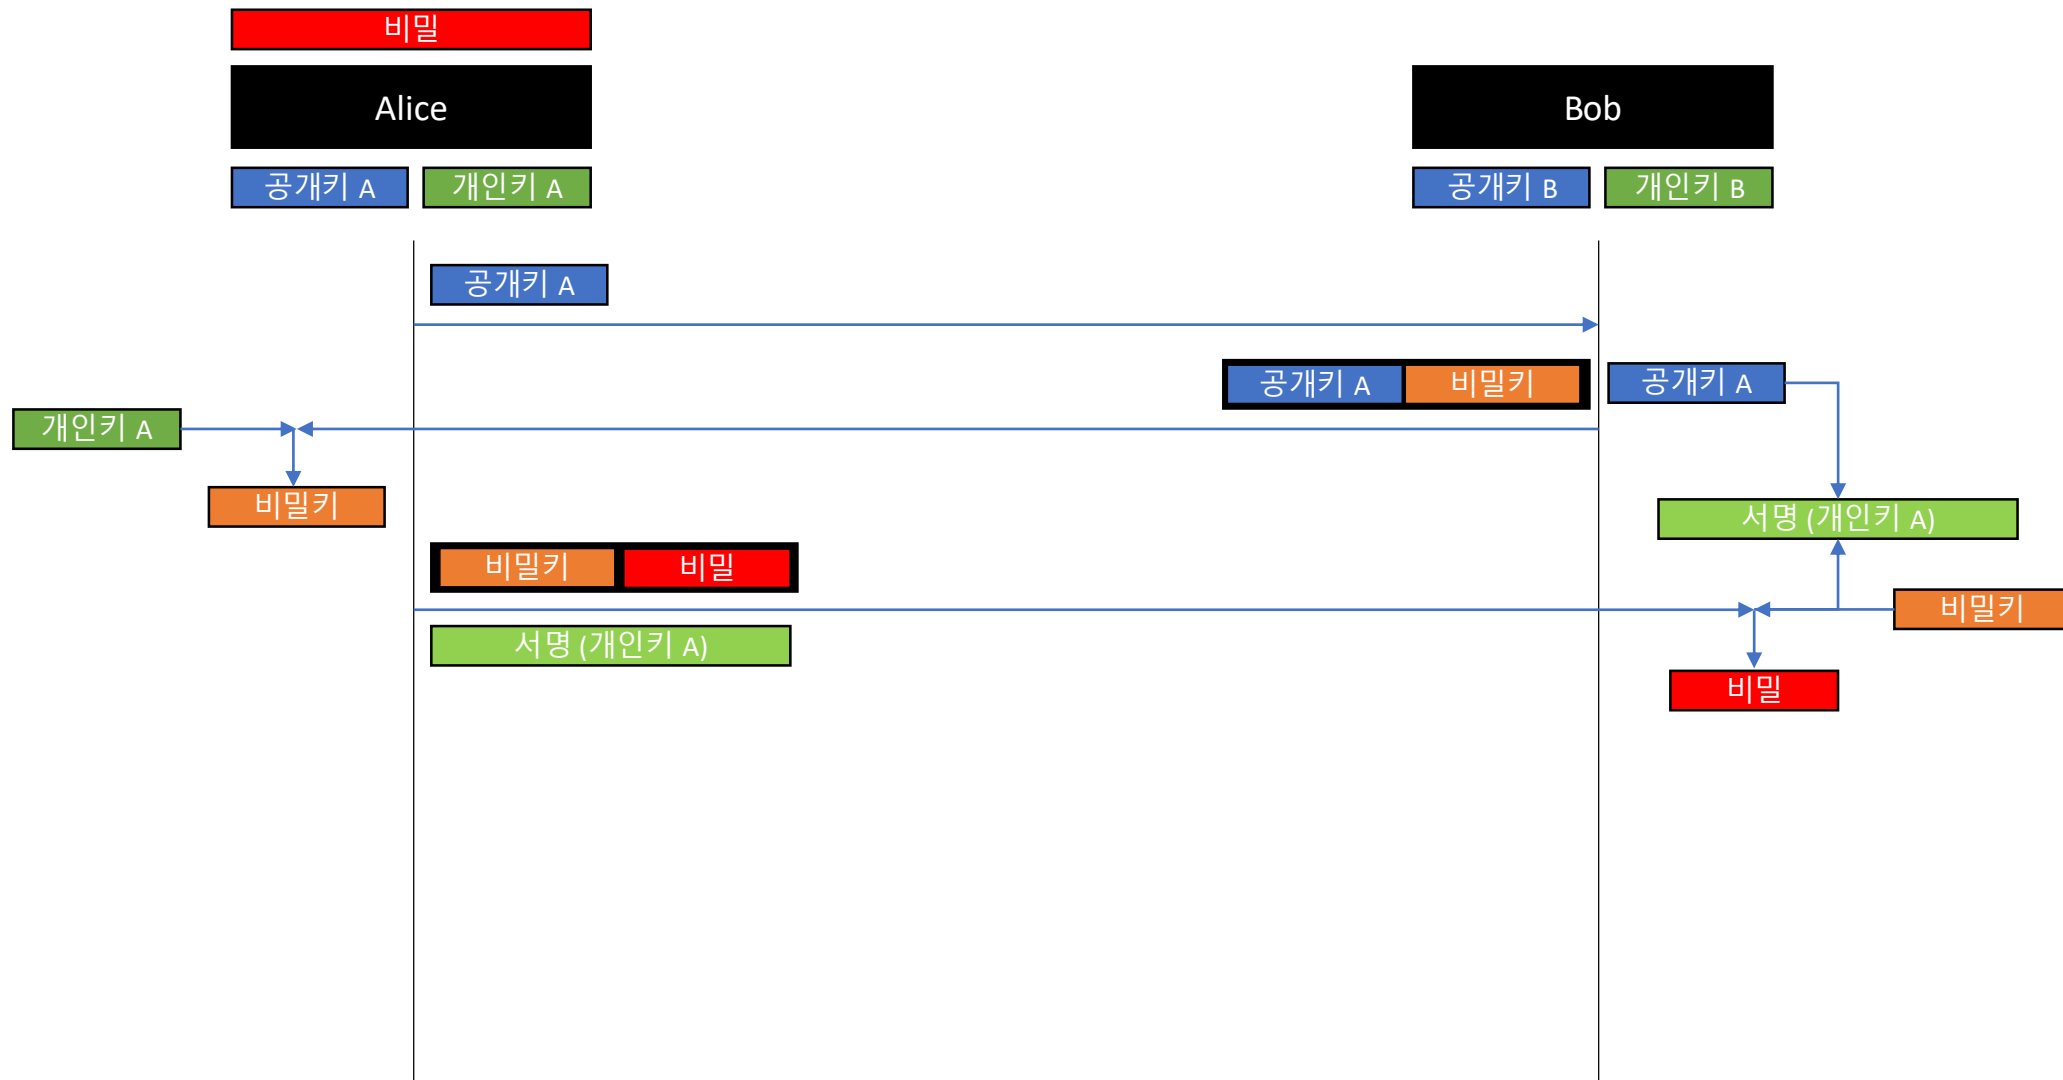 비밀
Alice
Bob
공개키 A
개인키 A
공개키 B
개인키 B
공개키 A
공개키 A
비밀키
공개키 A
개인키 A
비밀키
서명 (개인키 A)
비밀키
비밀
비밀키
서명 (개인키 A)
비밀